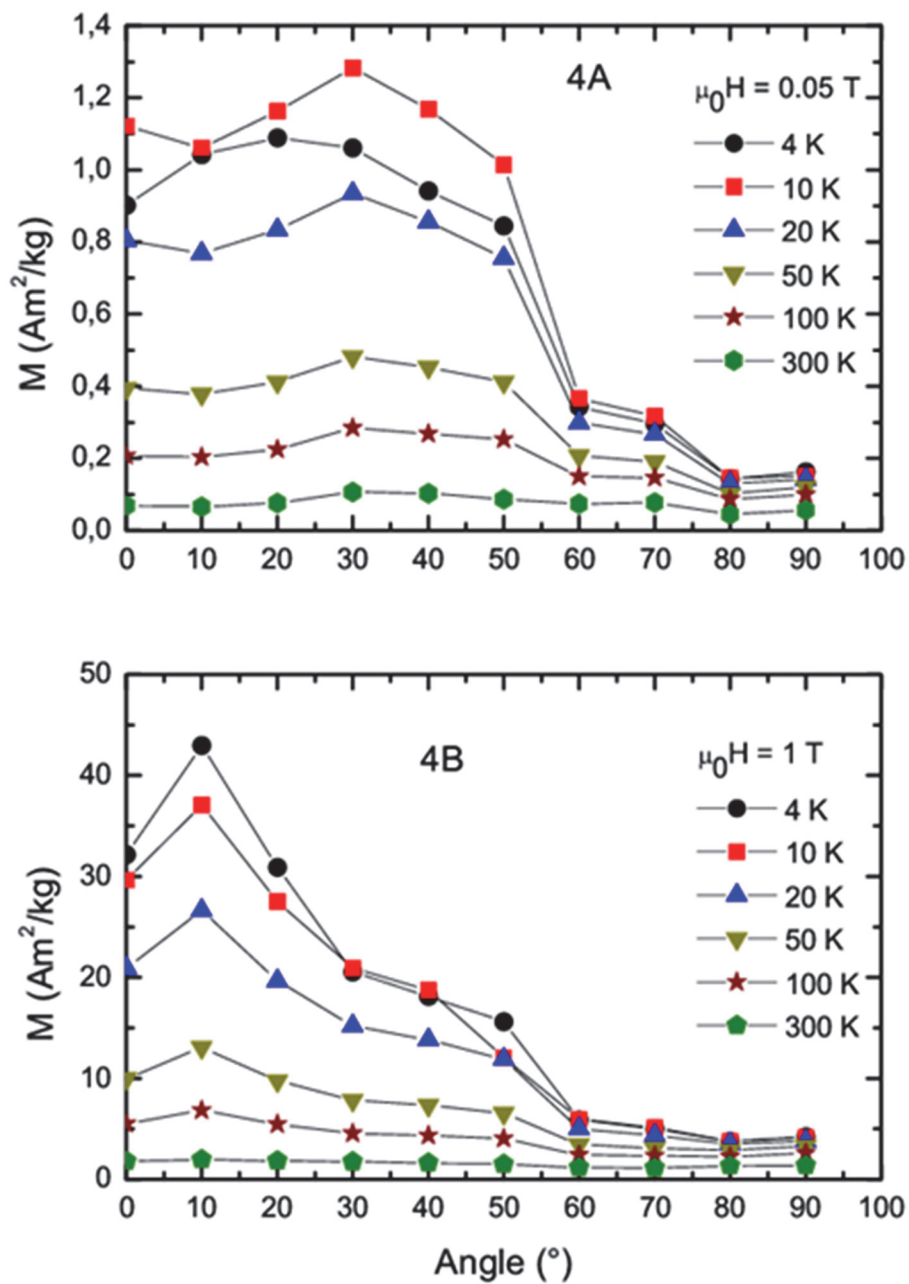 1,4
1,2
1,0
0,8
0,6
0,4
0,2
0,0
M (Am²/kg)
4A
μ₀H = 0.05 T
4 K
10 K
20 K
50 K
100 K
300 K
0 10 20 30 40 50 60 70 80 90 100
50
40
30
20
10
0
M (Am²/kg)
4B
μ₀H = 1 T
4 K
10 K
20 K
50 K
100 K
300 K
0 10 20 30 40 50 60 70 80 90 100
Angle (°)